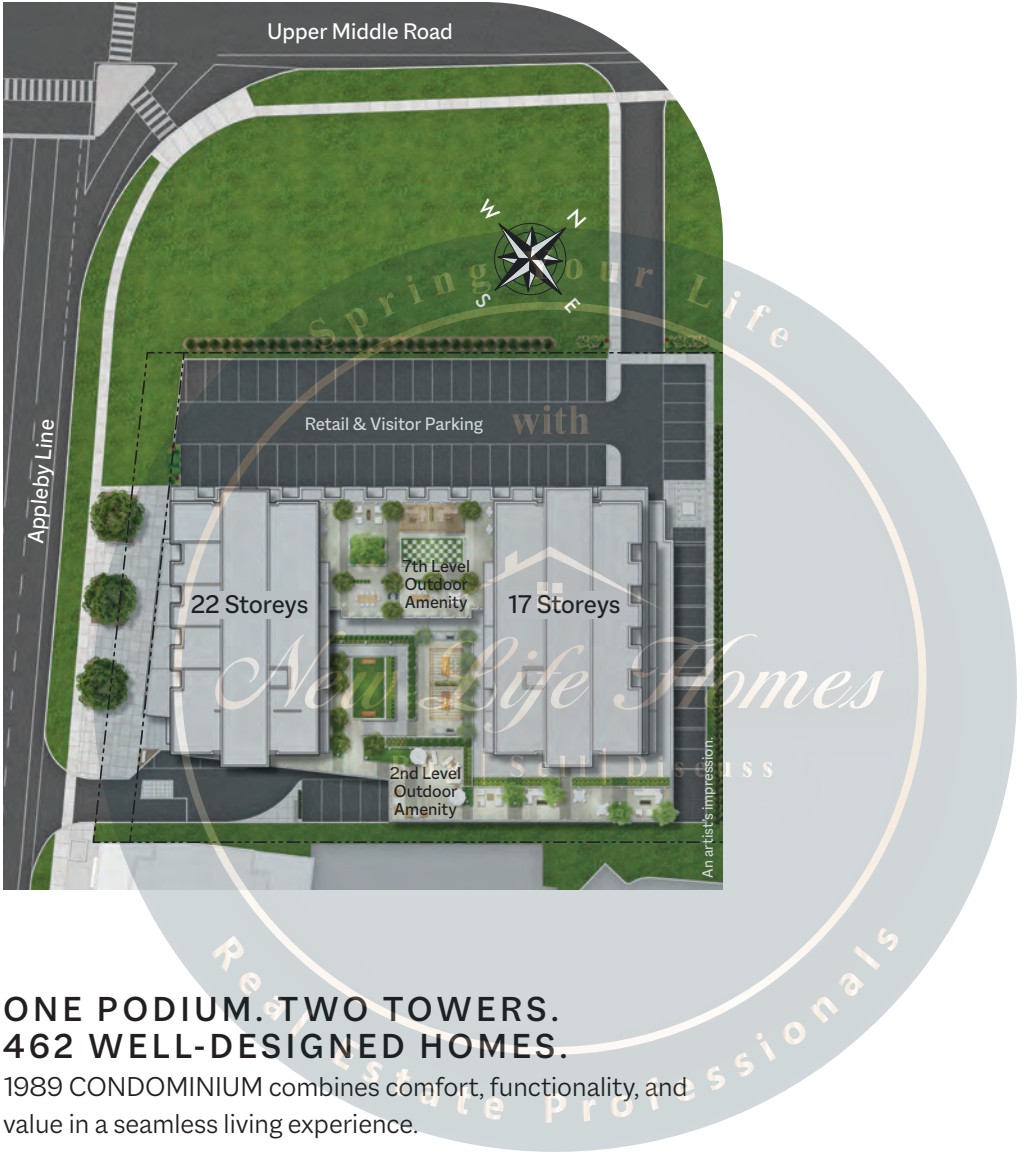 Upper Middle Road
W
N
S
E
Spring your Life
with
Retail & Visitor Parking
Appleby Line
7th Level
Outdoor
Amenity
22 Storeys
17 Storeys
New Life Homes
2nd Level
Outdoor
Amenity
An artist's impression.
Real Estate Professionals
ONE PODIUM. TWO TOWERS.
462 WELL-DESIGNED HOMES.
1989 CONDOMINIUM combines comfort, functionality, and
value in a seamless living experience.